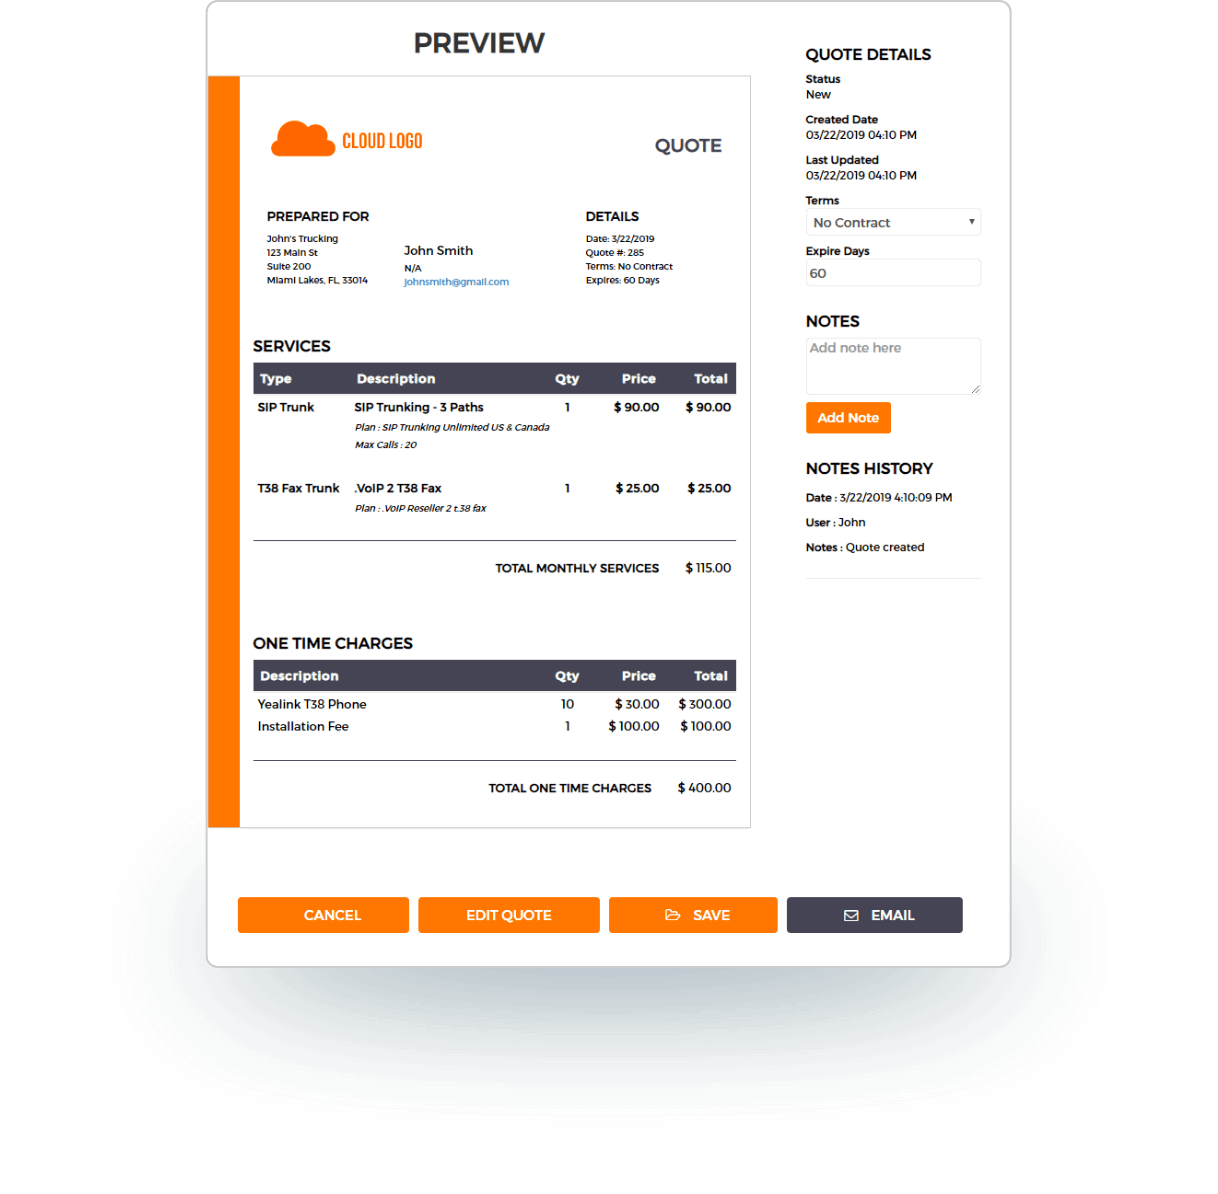 PREVIEW
CLOUD LOGO
QUOTE
PREPARED FOR
John's Trucking
123 Main St
Suite 200
Miami Lakes, FL, 33014
John Smith
N/A
johnsmith@gmail.com
DETAILS
Date: 3/22/2019
Quote #: 285
Terms: No Contract
Expires: 60 Days
SERVICES
Type Description Qty Price Total
SIP Trunk SIP Trunking - 3 Paths 1 $ 90.00 $ 90.00
Plan : SIP Trunking Unlimited US & Canada
Max Calls : 20
T38 Fax Trunk .VoIP 2 T38 Fax 1 $ 25.00 $ 25.00
Plan : .VoIP Reseller 2 t.38 fax
TOTAL MONTHLY SERVICES $ 115.00
ONE TIME CHARGES
Description Qty Price Total
Yealink T38 Phone 10 $ 30.00 $ 300.00
Installation Fee 1 $ 100.00 $ 100.00
TOTAL ONE TIME CHARGES $ 400.00
QUOTE DETAILS
Status
New
Created Date
03/22/2019 04:10 PM
Last Updated
03/22/2019 04:10 PM
Terms
No Contract
Expire Days
60
NOTES
Add note here
Add Note
NOTES HISTORY
Date : 3/22/2019 4:10:09 PM
User : John
Notes : Quote created
CANCEL EDIT QUOTE SAVE EMAIL